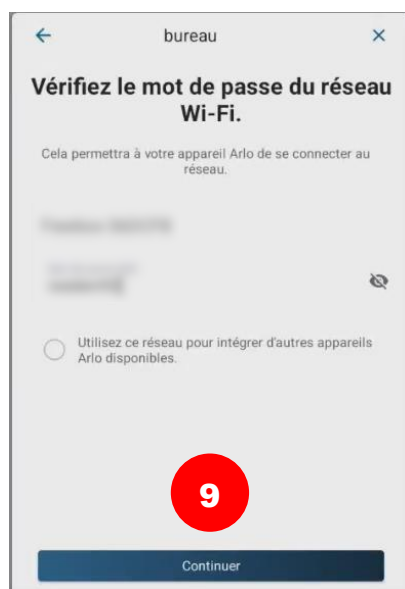 bureau
Vérifiez le mot de passe du réseau
Wi-Fi.
Cela permettra à votre appareil Arlo de se connecter au
réseau.
Utilisez ce réseau pour intégrer d'autres appareils
Arlo disponibles.
9
Continuer